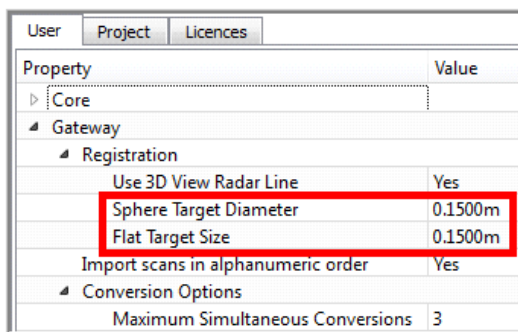 User Project Licences
Property Value
Core
Gateway
Registration
Use 3D View Radar Line Yes
Sphere Target Diameter 0.1500m
Flat Target Size 0.1500m
Import scans in alphanumeric order Yes
Conversion Options
Maximum Simultaneous Conversions 3